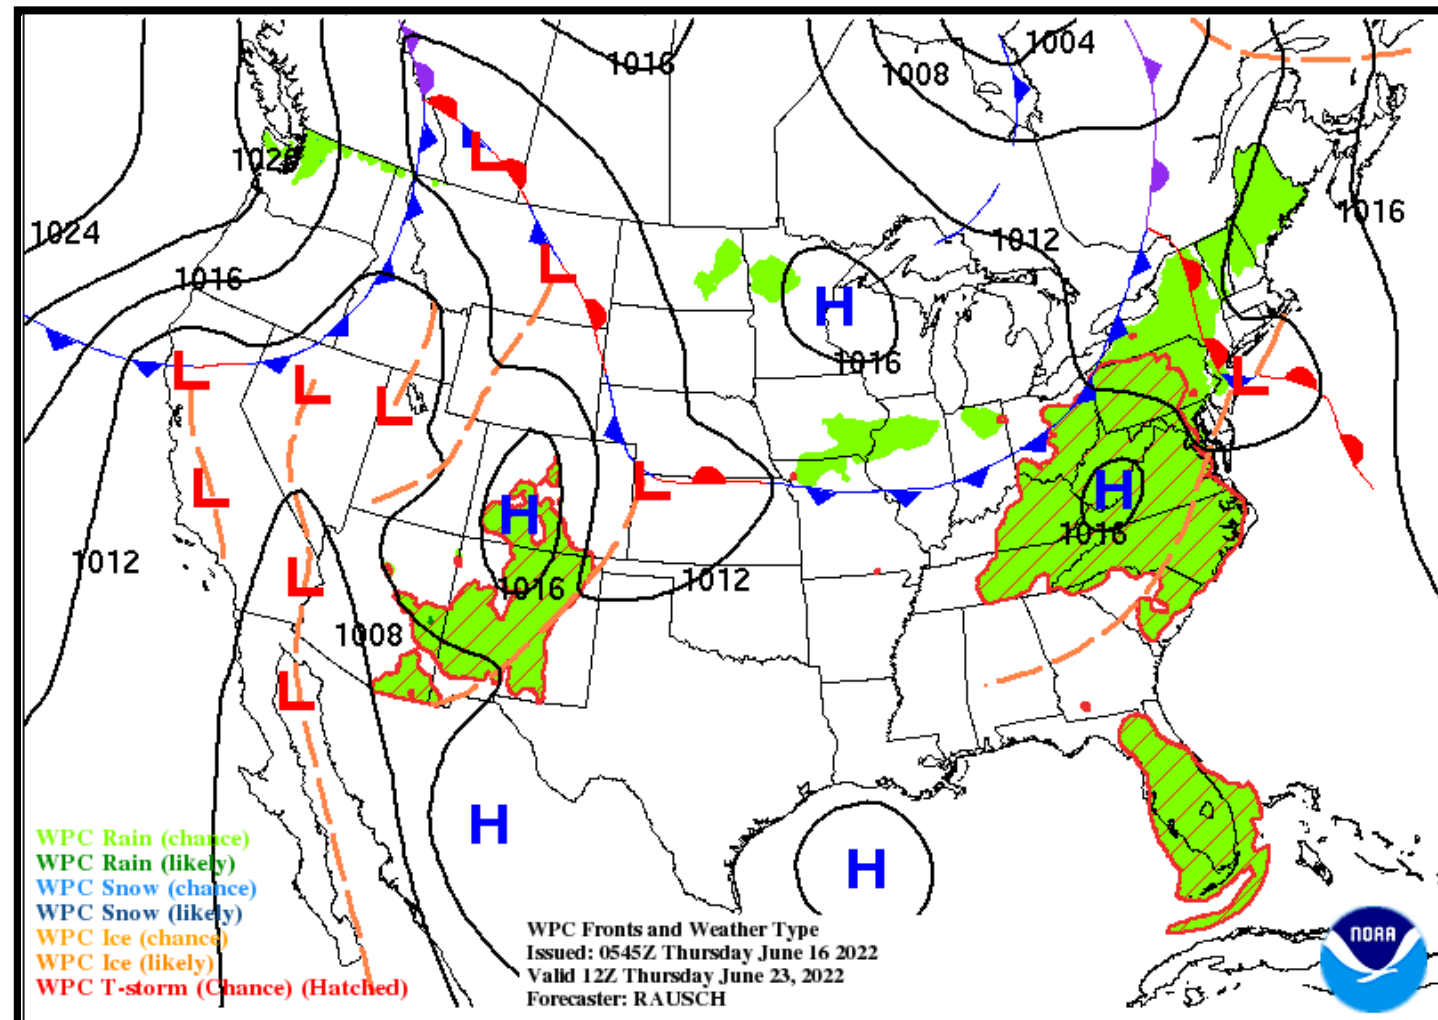 1016
1004
1008
1028
1016
1024
1012
1016
L
L
H
1016
L
L
L
L
L
L
H
H
1016
1016
1012
1012
1008
L
L
H
H
WPC Rain (chance)
WPC Rain (likely)
WPC Snow (chance)
WPC Snow (likely)
WPC Ice (chance)
WPC Ice (likely)
WPC T-storm (Chance) (Hatched)
WPC Fronts and Weather Type
Issued: 0545Z Thursday June 16 2022
Valid 12Z Thursday June 23, 2022
Forecaster: RAUSCH
NOAA